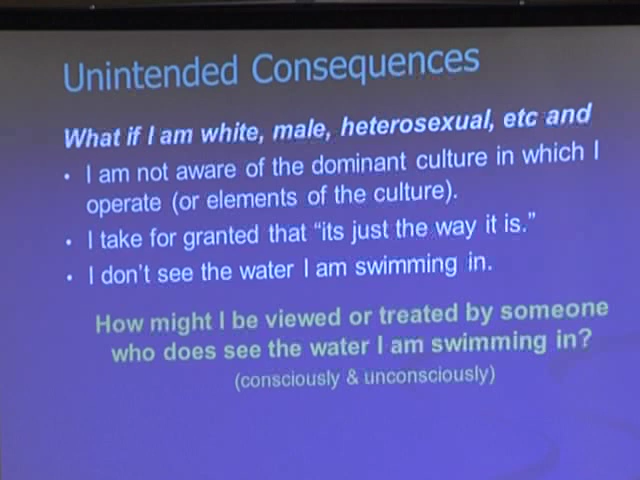 Unintended Consequences
What if I am white, male, heterosexual, etc and
• I am not aware of the dominant culture in which I
operate (or elements of the culture).
• I take for granted that “its just the way it is.”
• I don't see the water I am swimming in.
How might I be viewed or treated by someone
who does see the water I am swimming in?
(consciously & unconsciously)